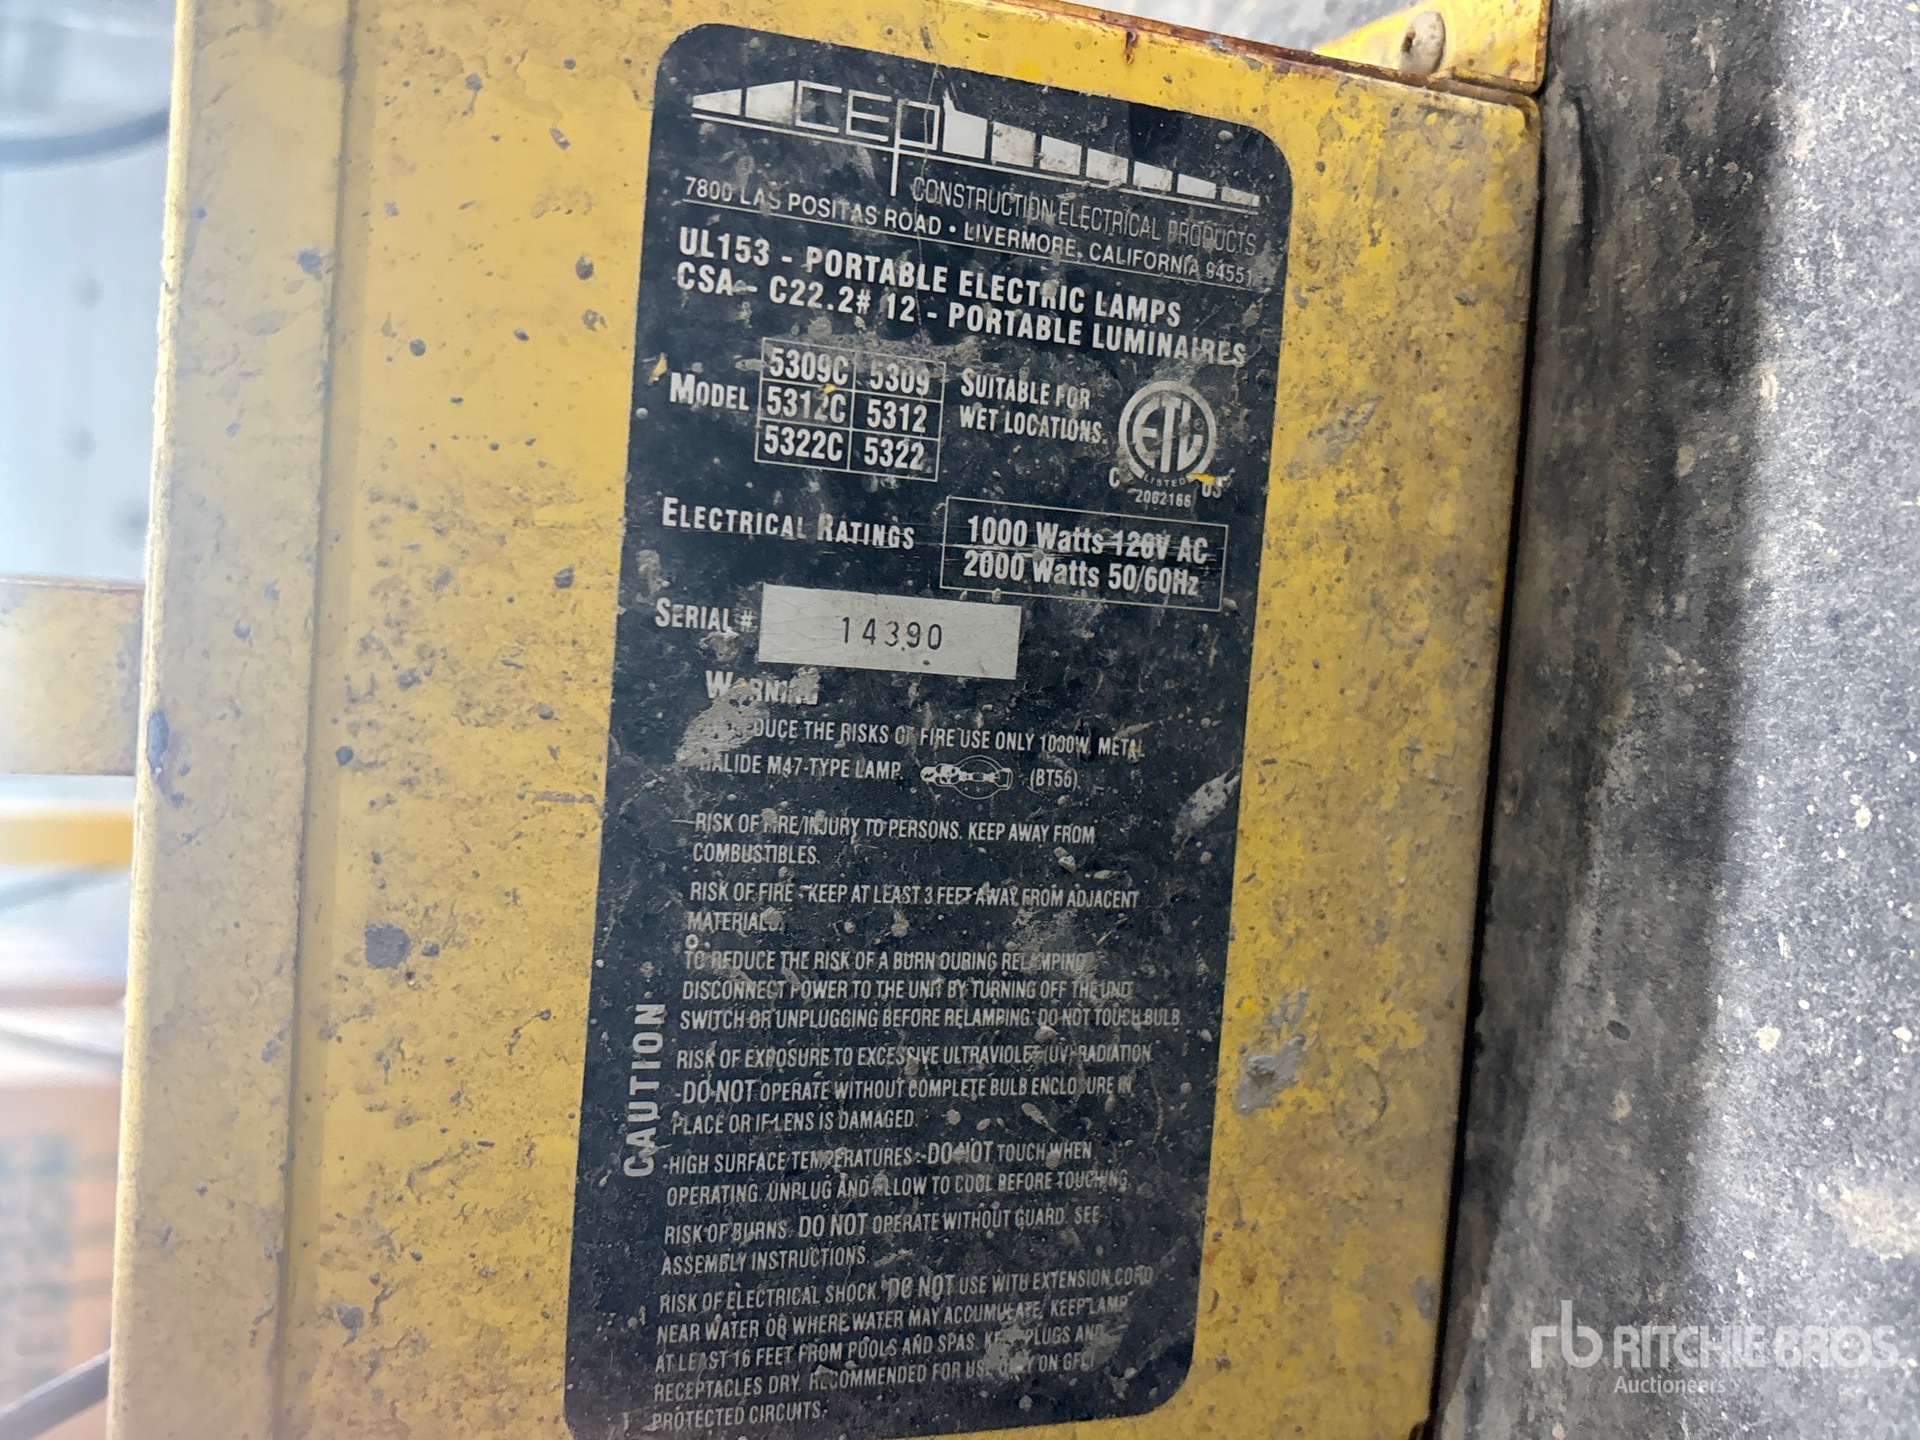 CEP
CONSTRUCTION ELECTRICAL PRODUCTS
7800 LAS POSITAS ROAD • LIVERMORE, CALIFORNIA 94551
UL153 - PORTABLE ELECTRIC LAMPS
CSA - C22.2# 12 - PORTABLE LUMINAIRES
MODEL
5309C 5309
5312C 5312
5322C 5322
SUITABLE FOR
WET LOCATIONS.
ETL
LISTED
C US
2002166
ELECTRICAL RATINGS
1000 Watts 120V AC
2000 Watts 50/60Hz
SERIAL # 14390
WARNING
REDUCE THE RISKS OF FIRE USE ONLY 1000W. METAL
HALIDE M47-TYPE LAMP. (BT56)
CAUTION
-RISK OF FIRE/INJURY TO PERSONS. KEEP AWAY FROM
COMBUSTIBLES.
RISK OF FIRE - KEEP AT LEAST 3 FEET AWAY FROM ADJACENT
MATERIALS.
TO REDUCE THE RISK OF A BURN DURING RELAMPING
DISCONNECT POWER TO THE UNIT BY TURNING OFF THE UNIT
SWITCH OR UNPLUGGING BEFORE RELAMPING. DO NOT TOUCH BULB.
RISK OF EXPOSURE TO EXCESSIVE ULTRAVIOLET (UV) RADIATION
-DO NOT OPERATE WITHOUT COMPLETE BULB ENCLOSURE IN
PLACE OR IF LENS IS DAMAGED.
-HIGH SURFACE TEMPERATURES - DO NOT TOUCH WHEN
OPERATING. UNPLUG AND ALLOW TO COOL BEFORE TOUCHING.
RISK OF BURNS. DO NOT OPERATE WITHOUT GUARD. SEE
ASSEMBLY INSTRUCTIONS.
RISK OF ELECTRICAL SHOCK. DO NOT USE WITH EXTENSION CORD
NEAR WATER OR WHERE WATER MAY ACCUMULATE. KEEP LAMP
AT LEAST 16 FEET FROM POOLS AND SPAS. KEEP PLUGS AND
RECEPTACLES DRY. RECOMMENDED FOR USE ONLY ON GFCI
PROTECTED CIRCUITS.
rb RITCHIE BROS.
Auctioneers